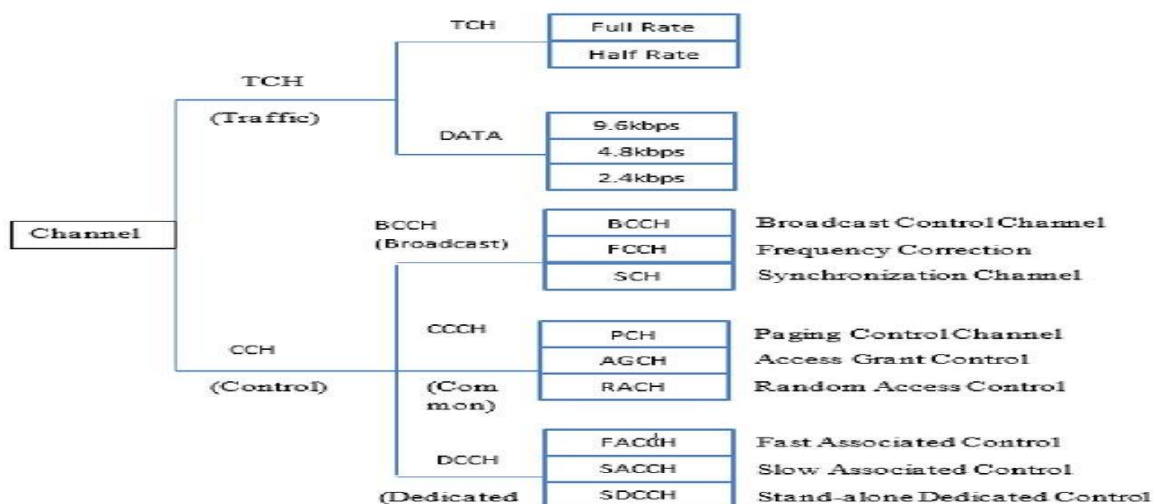 TCH
Full Rate
Half Rate
TCH
(Traffic)
DATA
9.6kbps
4.8kbps
2.4kbps
Channel
BCCH
(Broadcast)
BCCH Broadcast Control Channel
FCCH Frequency Correction
SCH Synchronization Channel
CCH
(Control)
CCCH
(Com
mon)
PCH Paging Control Channel
AGCH Access Grant Control
RACH Random Access Control
DCCH
(Dedicated
FACCH Fast Associated Control
SACCH Slow Associated Control
SDCCH Stand-alone Dedicated Control